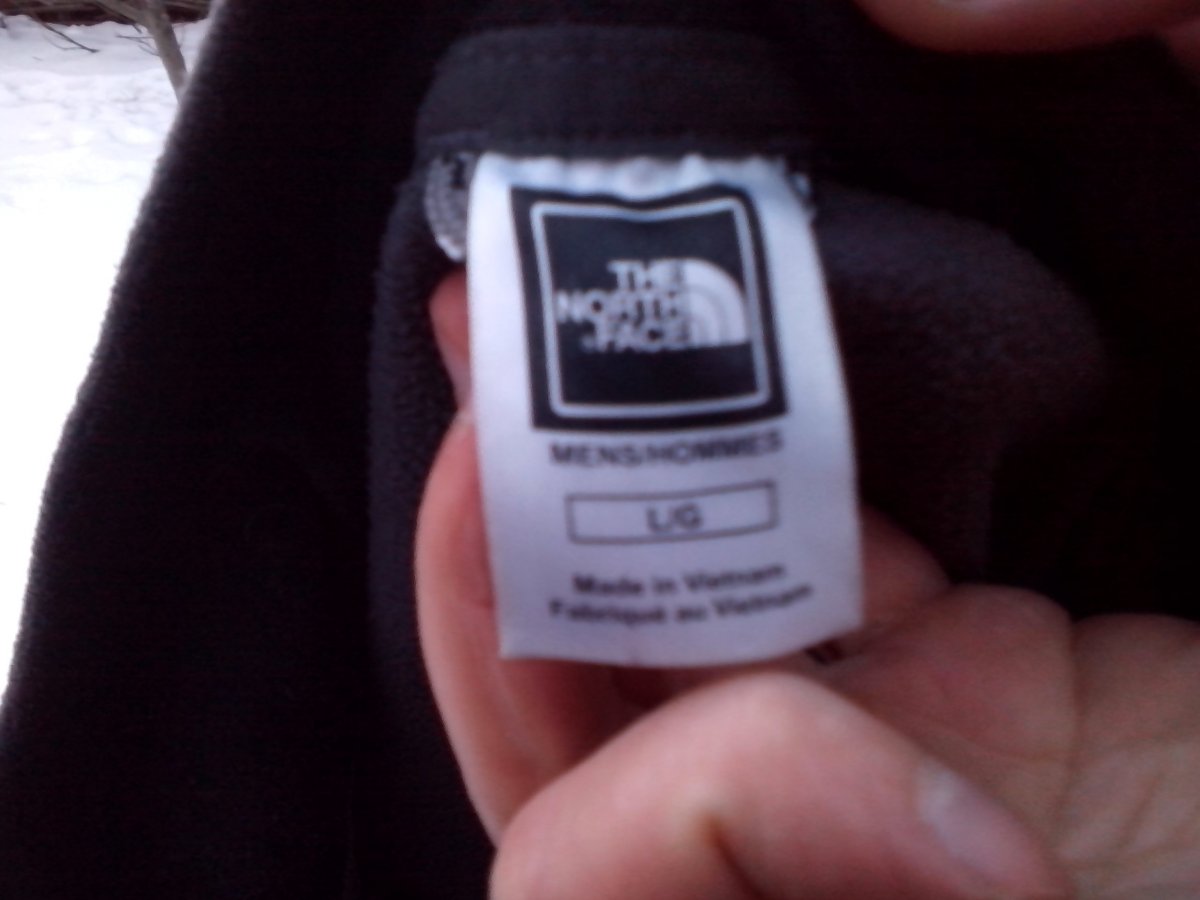 THE
NORTH
FACE
MENS/HOMMES
L/G
Made in Vietnam
Fabriqué au Vietnam